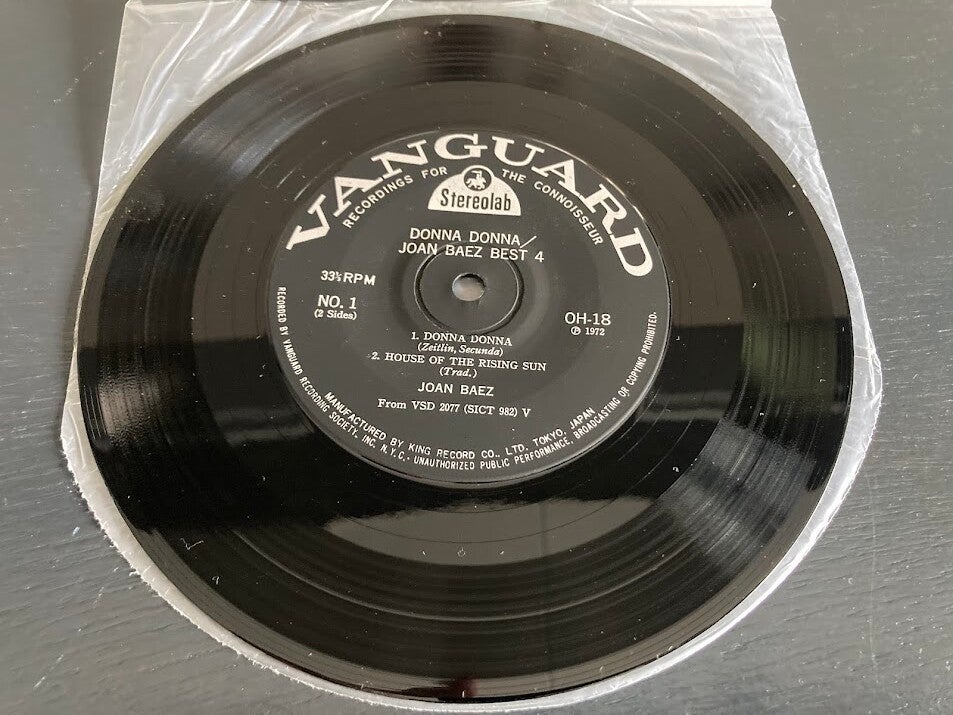 VANGUARD
RECORDINGS FOR THE CONNOISSEUR
Stereolab
DONNA DONNA/
JOAN BAEZ BEST 4
33⅓ RPM
NO. 1
(2 Sides)
OH-18
Ⓟ 1972
1. DONNA DONNA
(Zeitlin, Secunda)
2. HOUSE OF THE RISING SUN
(Trad.)
JOAN BAEZ
From VSD 2077 (SICT 982) V
MANUFACTURED BY KING RECORD CO., LTD. TOKYO, JAPAN
RECORDED BY VANGUARD RECORDING SOCIETY, INC. N.Y.C. - UNAUTHORIZED PUBLIC PERFORMANCE, BROADCASTING OR COPYING PROHIBITED.